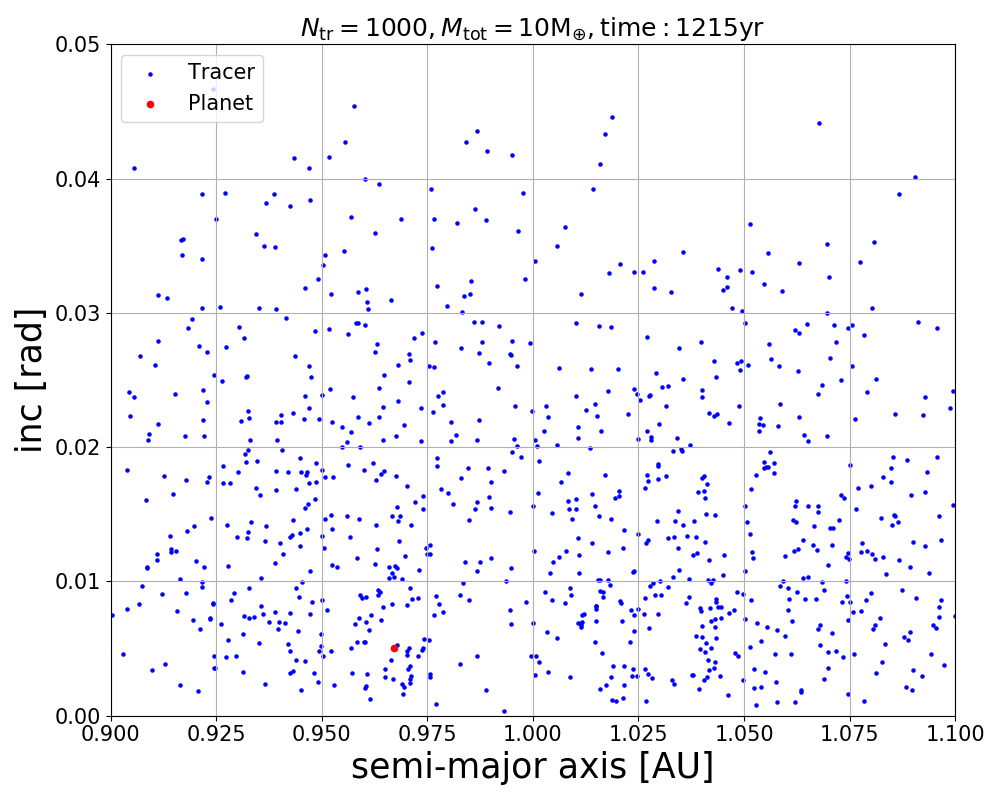 N_tr = 1000, M_tot = 10M_⊕, time : 1215yr
Tracer
Planet
0.05
0.04
0.03
0.02
0.01
0.00
inc [rad]
0.900 0.925 0.950 0.975 1.000 1.025 1.050 1.075 1.100
semi-major axis [AU]